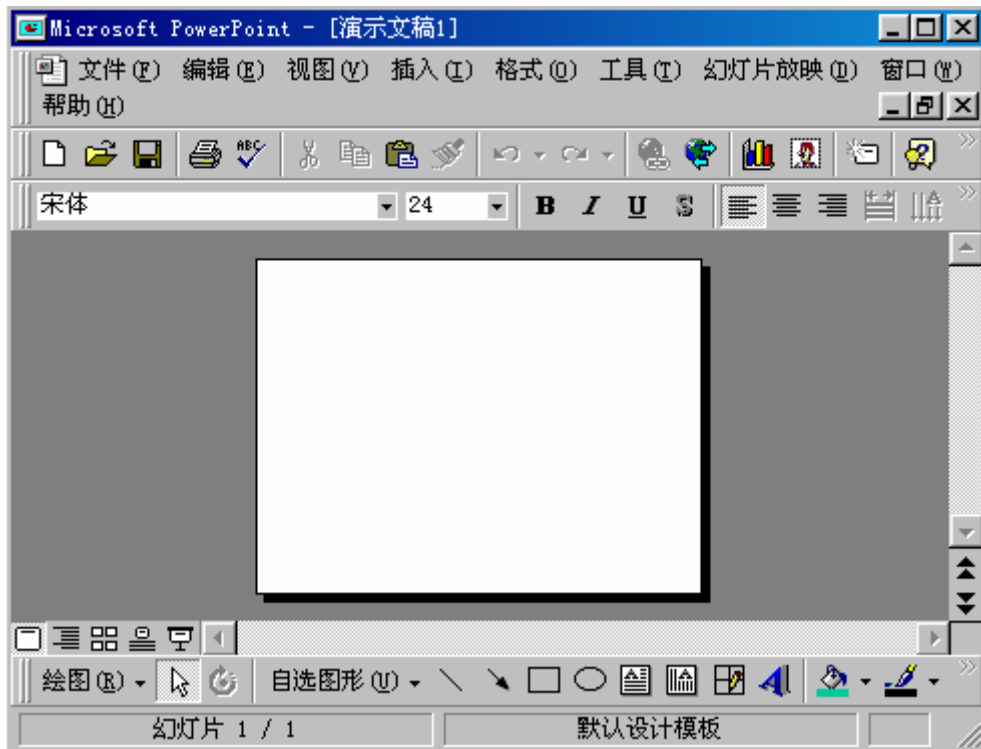 Microsoft PowerPoint - [演示文稿1]
文件(F) 编辑(E) 视图(V) 插入(I) 格式(O) 工具(T) 幻灯片放映(D) 窗口(W)
帮助(H)
ABC
宋体 24 B I U S
绘图(R) 自选图形(U)
幻灯片 1 / 1 默认设计模板